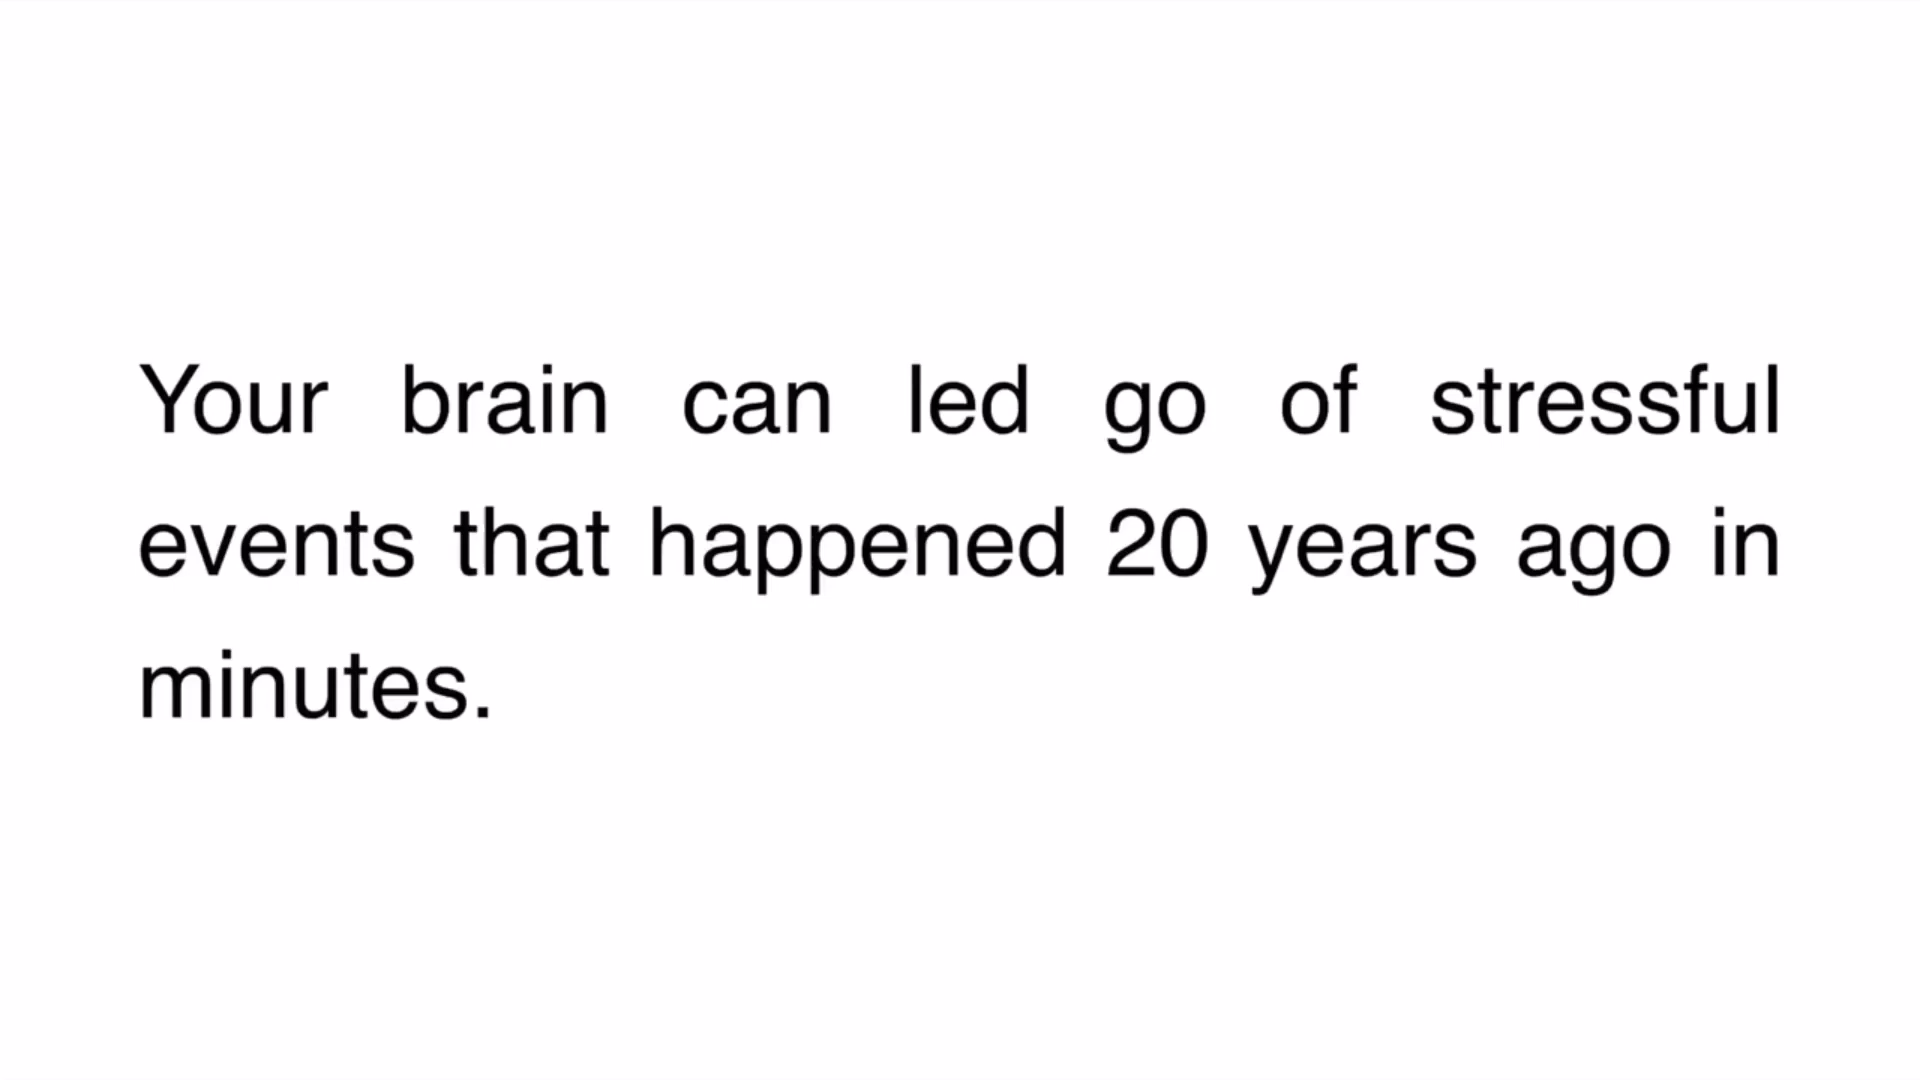 Your brain can led go of stressful
events that happened 20 years ago in
minutes.